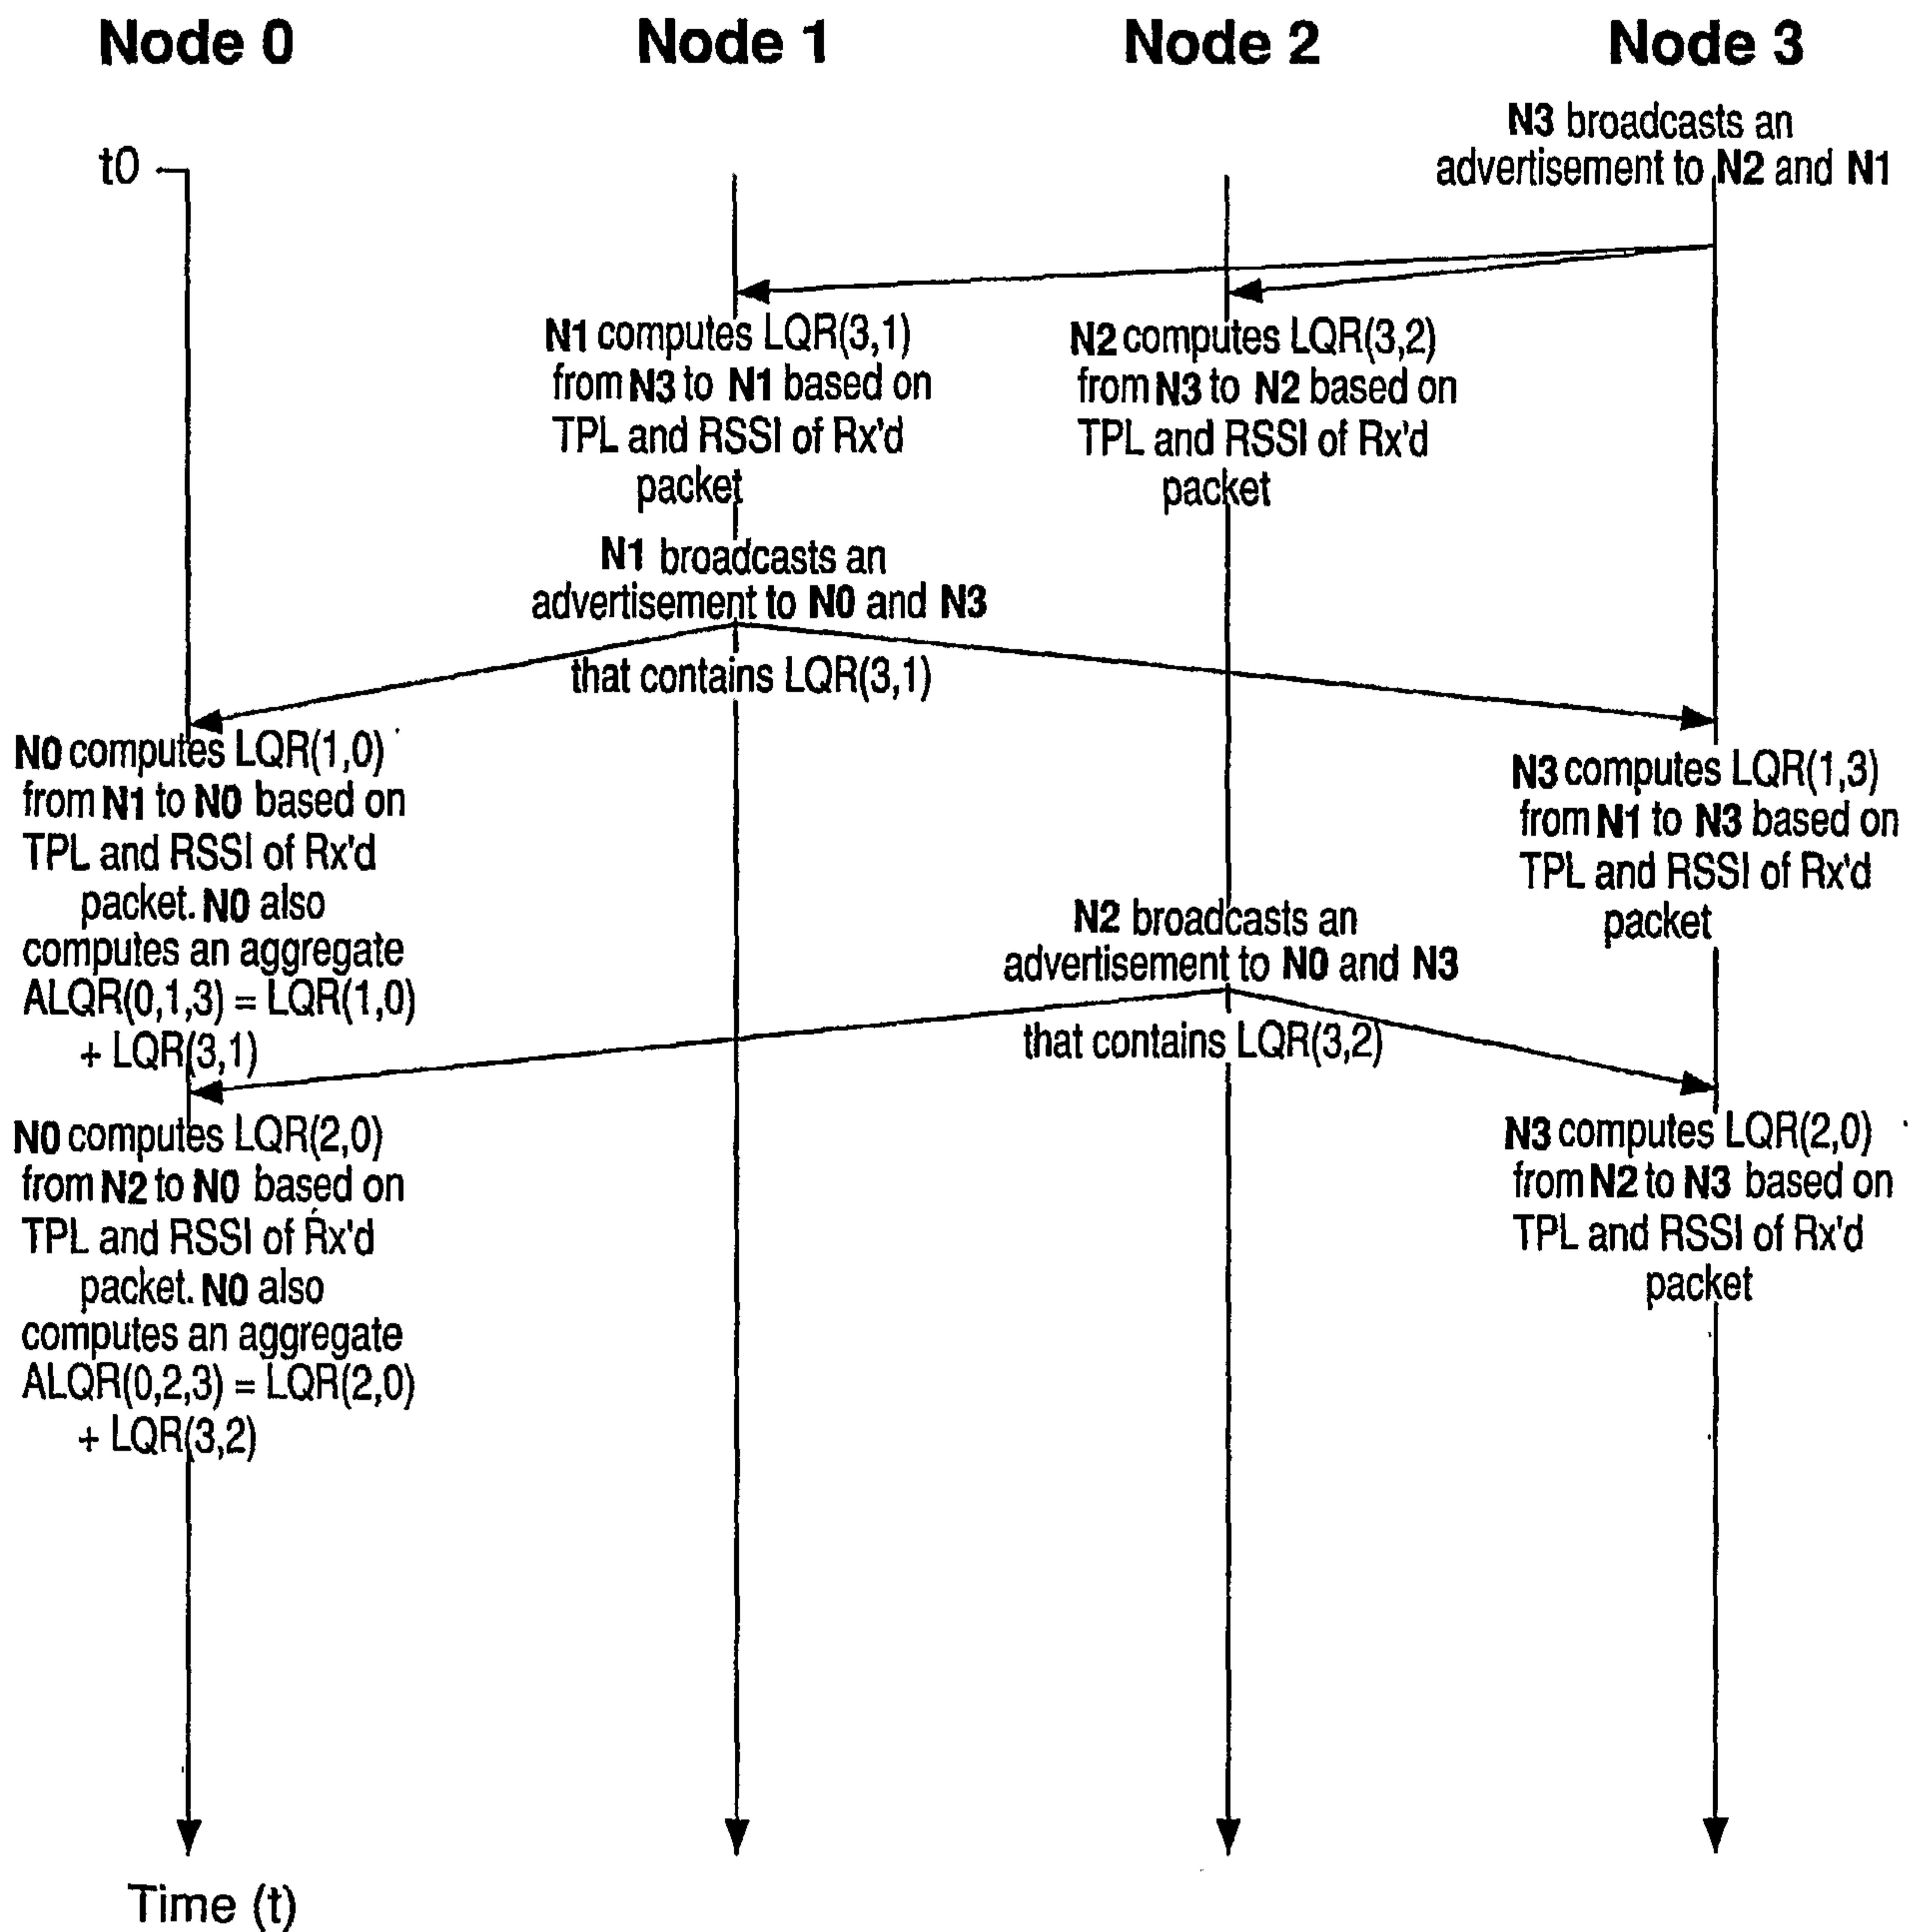 Node 0
Node 1
Node 2
Node 3
N3 broadcasts an
advertisement to N2 and N1
t0
N1 computes LQR(3,1)
from N3 to N1 based on
TPL and RSSI of Rx'd
packet
N2 computes LQR(3,2)
from N3 to N2 based on
TPL and RSSI of Rx'd
packet
N1 broadcasts an
advertisement to N0 and N3
that contains LQR(3,1)
N0 computes LQR(1,0)
from N1 to N0 based on
TPL and RSSI of Rx'd
packet. N0 also
computes an aggregate
ALQR(0,1,3) = LQR(1,0)
+ LQR(3,1)
N3 computes LQR(1,3)
from N1 to N3 based on
TPL and RSSI of Rx'd
packet
N2 broadcasts an
advertisement to N0 and N3
that contains LQR(3,2)
N0 computes LQR(2,0)
from N2 to N0 based on
TPL and RSSI of Rx'd
packet. N0 also
computes an aggregate
ALQR(0,2,3) = LQR(2,0)
+ LQR(3,2)
N3 computes LQR(2,0)
from N2 to N3 based on
TPL and RSSI of Rx'd
packet
Time (t)